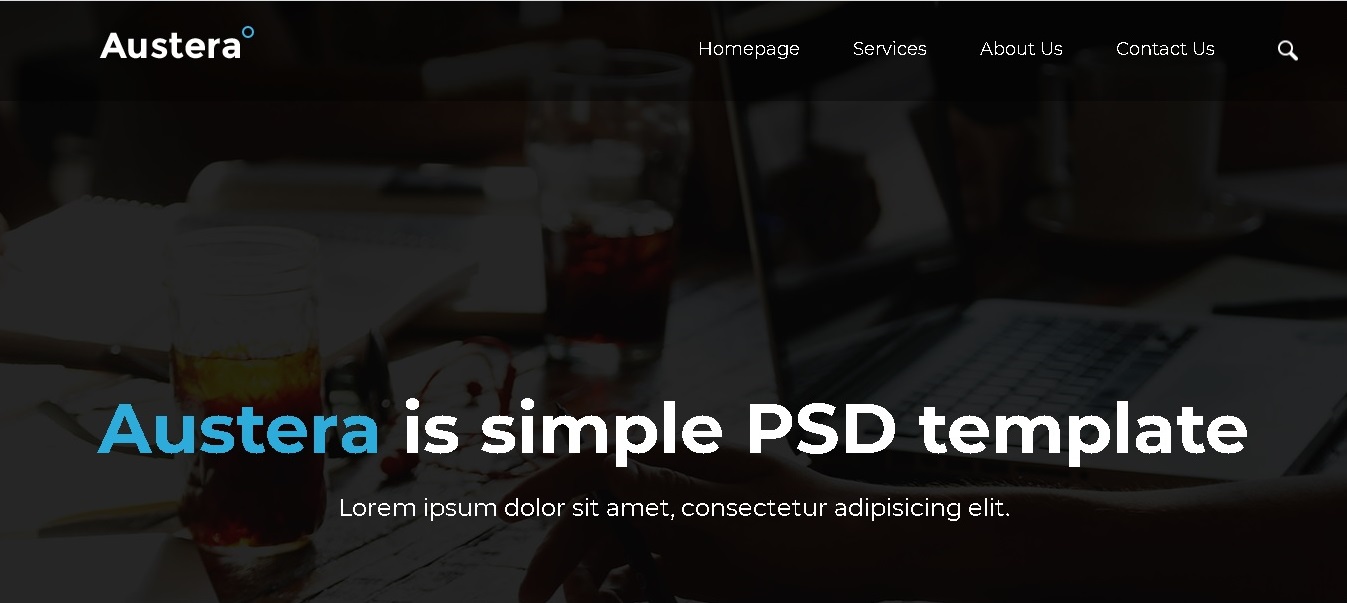 Austera
Homepage Services About Us Contact Us
Austera is simple PSD template
Lorem ipsum dolor sit amet, consectetur adipisicing elit.